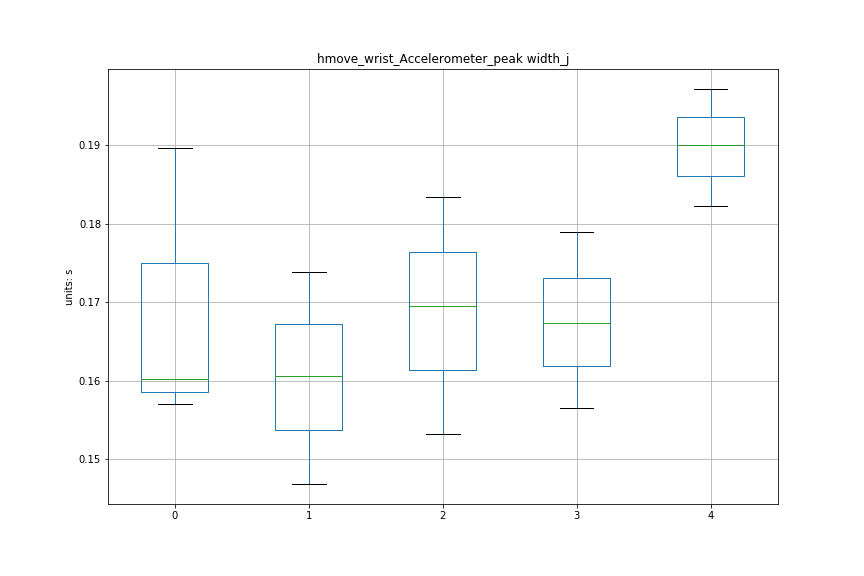 hmove_wrist_Accelerometer_peak width_j
units: s
0.19
0.18
0.17
0.16
0.15
0 1 2 3 4